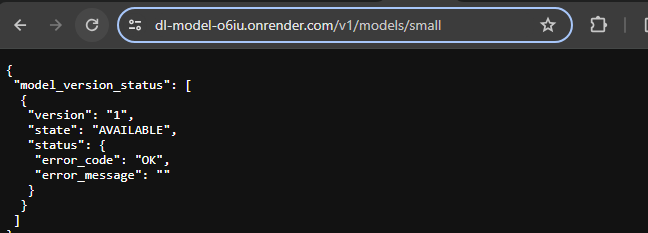 dl-model-o6iu.onrender.com/v1/models/small
{
 "model_version_status": [
  {
   "version": "1",
   "state": "AVAILABLE",
   "status": {
    "error_code": "OK",
    "error_message": ""
   }
  }
 ]
}